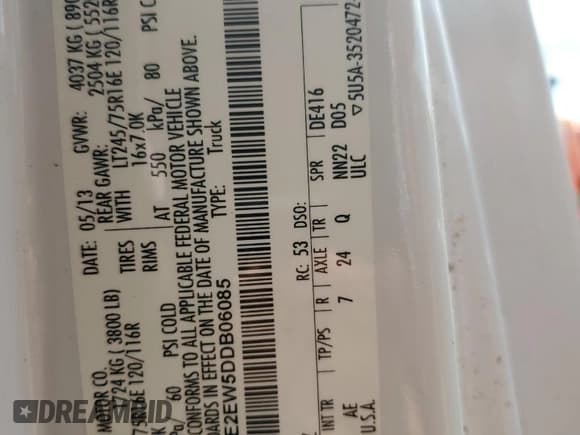 MOTOR CO.
DATE: 05/13 GVWR: 4037 KG ( 890
1724 KG ( 3800 LB) REAR GAWR: 2504 KG ( 552
75R16E 120/116R TIRES WITH LT245/75R16E 120/116R
RIMS 16x7.0K
60 PSI COLD AT 550 kPa/ 80 PSI C
CONFORMS TO ALL APPLICABLE FEDERAL MOTOR VEHICLE
ARDS IN EFFECT ON THE DATE OF MANUFACTURE SHOWN ABOVE.
E2EW5DDB06085 TYPE: Truck
RC: 53 DSO:
INT TR TP/PS R AXLE TR SPR DE416
AE 7 24 Q NN22 D05
U.S.A. ULC
▽5U5A-3520472-
DREAMBID